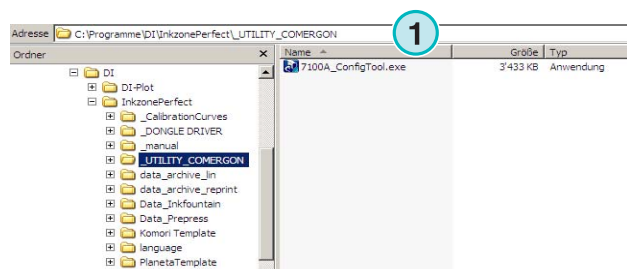 Adresse C:\Programme\DI\InkzonePerfect\_UTILITY_COMERGON
1
Ordner × Name Größe Typ
DI
7100A_ConfigTool.exe 3'433 KB Anwendung
DI-Plot
InkzonePerfect
_CalibrationCurves
_DONGLE DRIVER
_manual
_UTILITY_COMERGON
data_archive_lin
data_archive_reprint
Data_Inkfountain
Data_Prepress
Komori Template
language
PlanetaTemplate